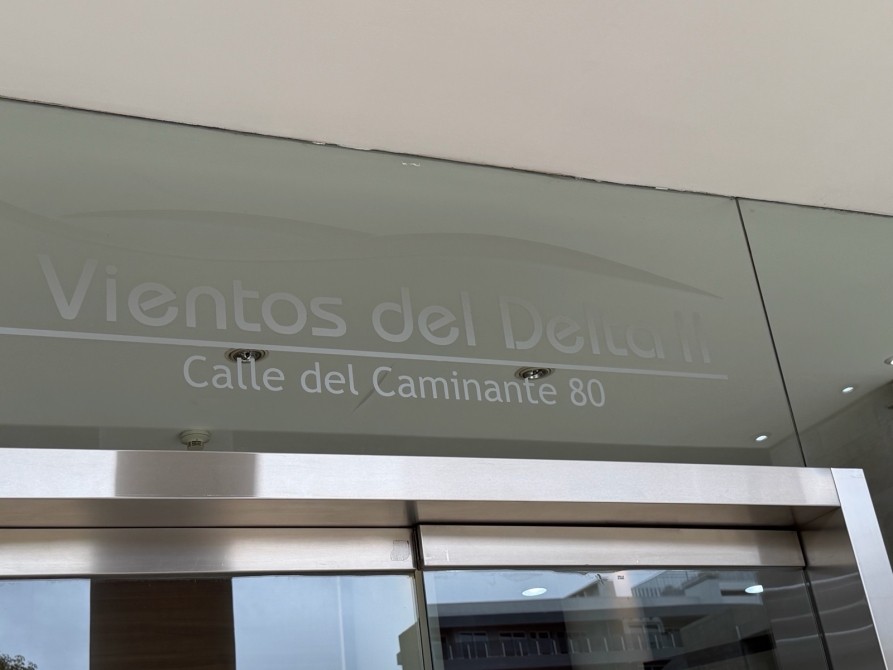 Vientos del Delta II
Calle del Caminante 80